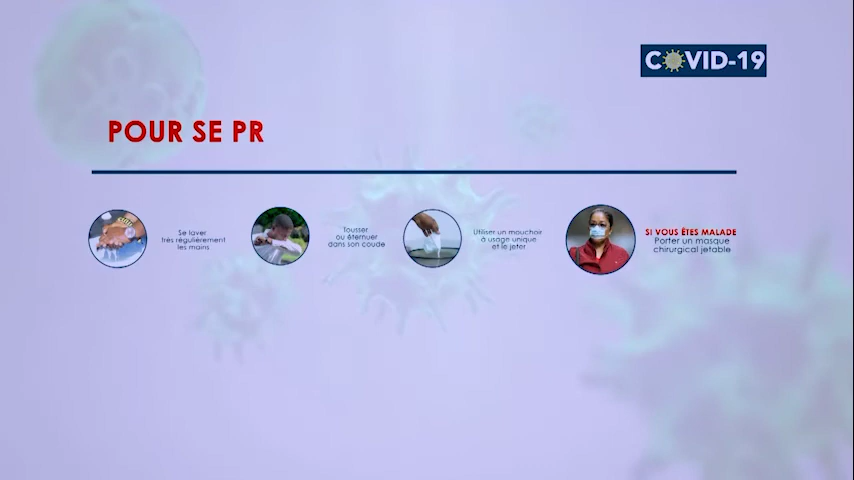 COVID-19
POUR SE PR
Se laver
très régulièrement
les mains
Tousser
ou éternuer
dans son coude
Utiliser un mouchoir
à usage unique
et le jeter
SI VOUS ÊTES MALADE
Porter un masque
chirurgical jetable